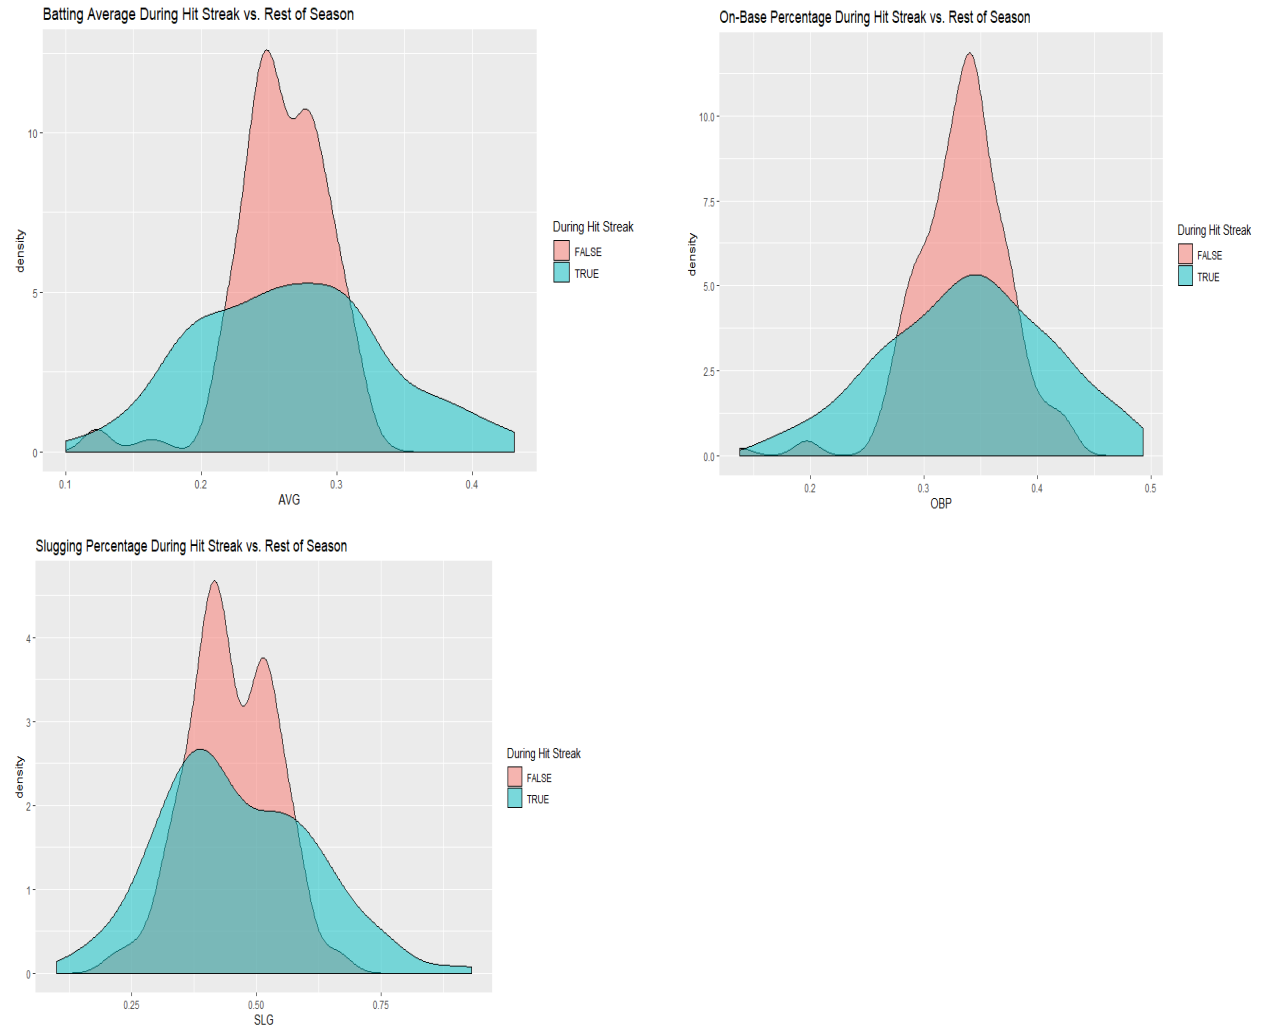 Batting Average During Hit Streak vs. Rest of Season
density
10
5
0
0.1 0.2 0.3 0.4
AVG
During Hit Streak
FALSE
TRUE
On-Base Percentage During Hit Streak vs. Rest of Season
density
10.0
7.5
5.0
2.5
0.0
0.2 0.3 0.4 0.5
OBP
During Hit Streak
FALSE
TRUE
Slugging Percentage During Hit Streak vs. Rest of Season
density
4
3
2
1
0
0.25 0.50 0.75
SLG
During Hit Streak
FALSE
TRUE